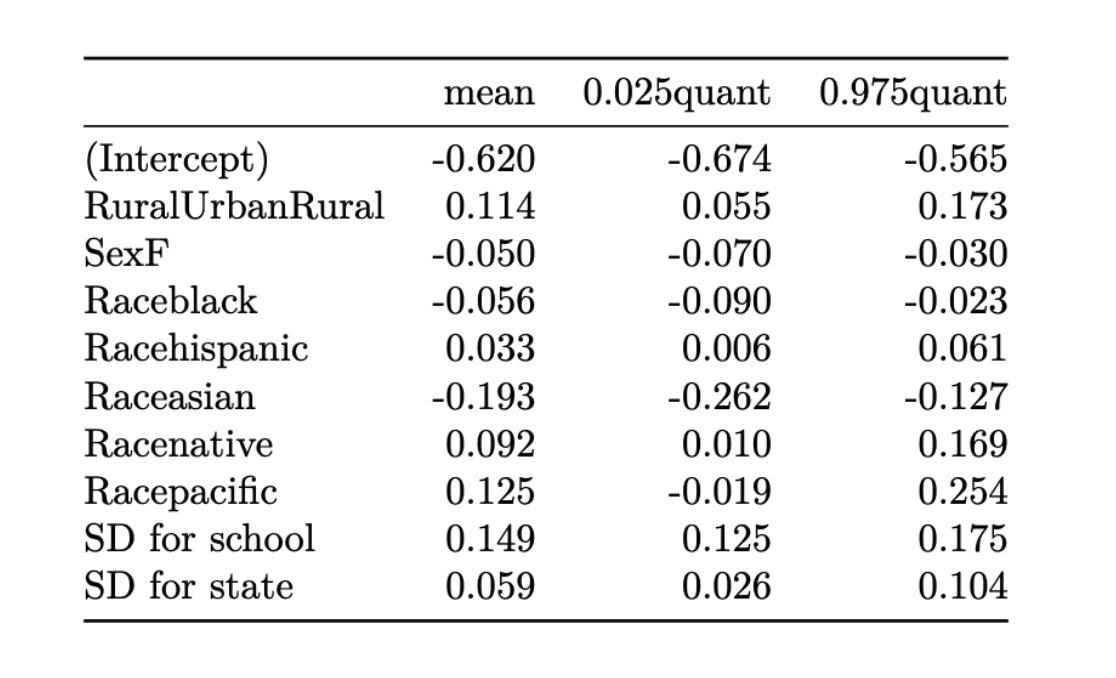 mean 0.025quant 0.975quant
(Intercept) -0.620 -0.674 -0.565
RuralUrbanRural 0.114 0.055 0.173
SexF -0.050 -0.070 -0.030
Raceblack -0.056 -0.090 -0.023
Racehispanic 0.033 0.006 0.061
Raceasian -0.193 -0.262 -0.127
Racenative 0.092 0.010 0.169
Racepacific 0.125 -0.019 0.254
SD for school 0.149 0.125 0.175
SD for state 0.059 0.026 0.104